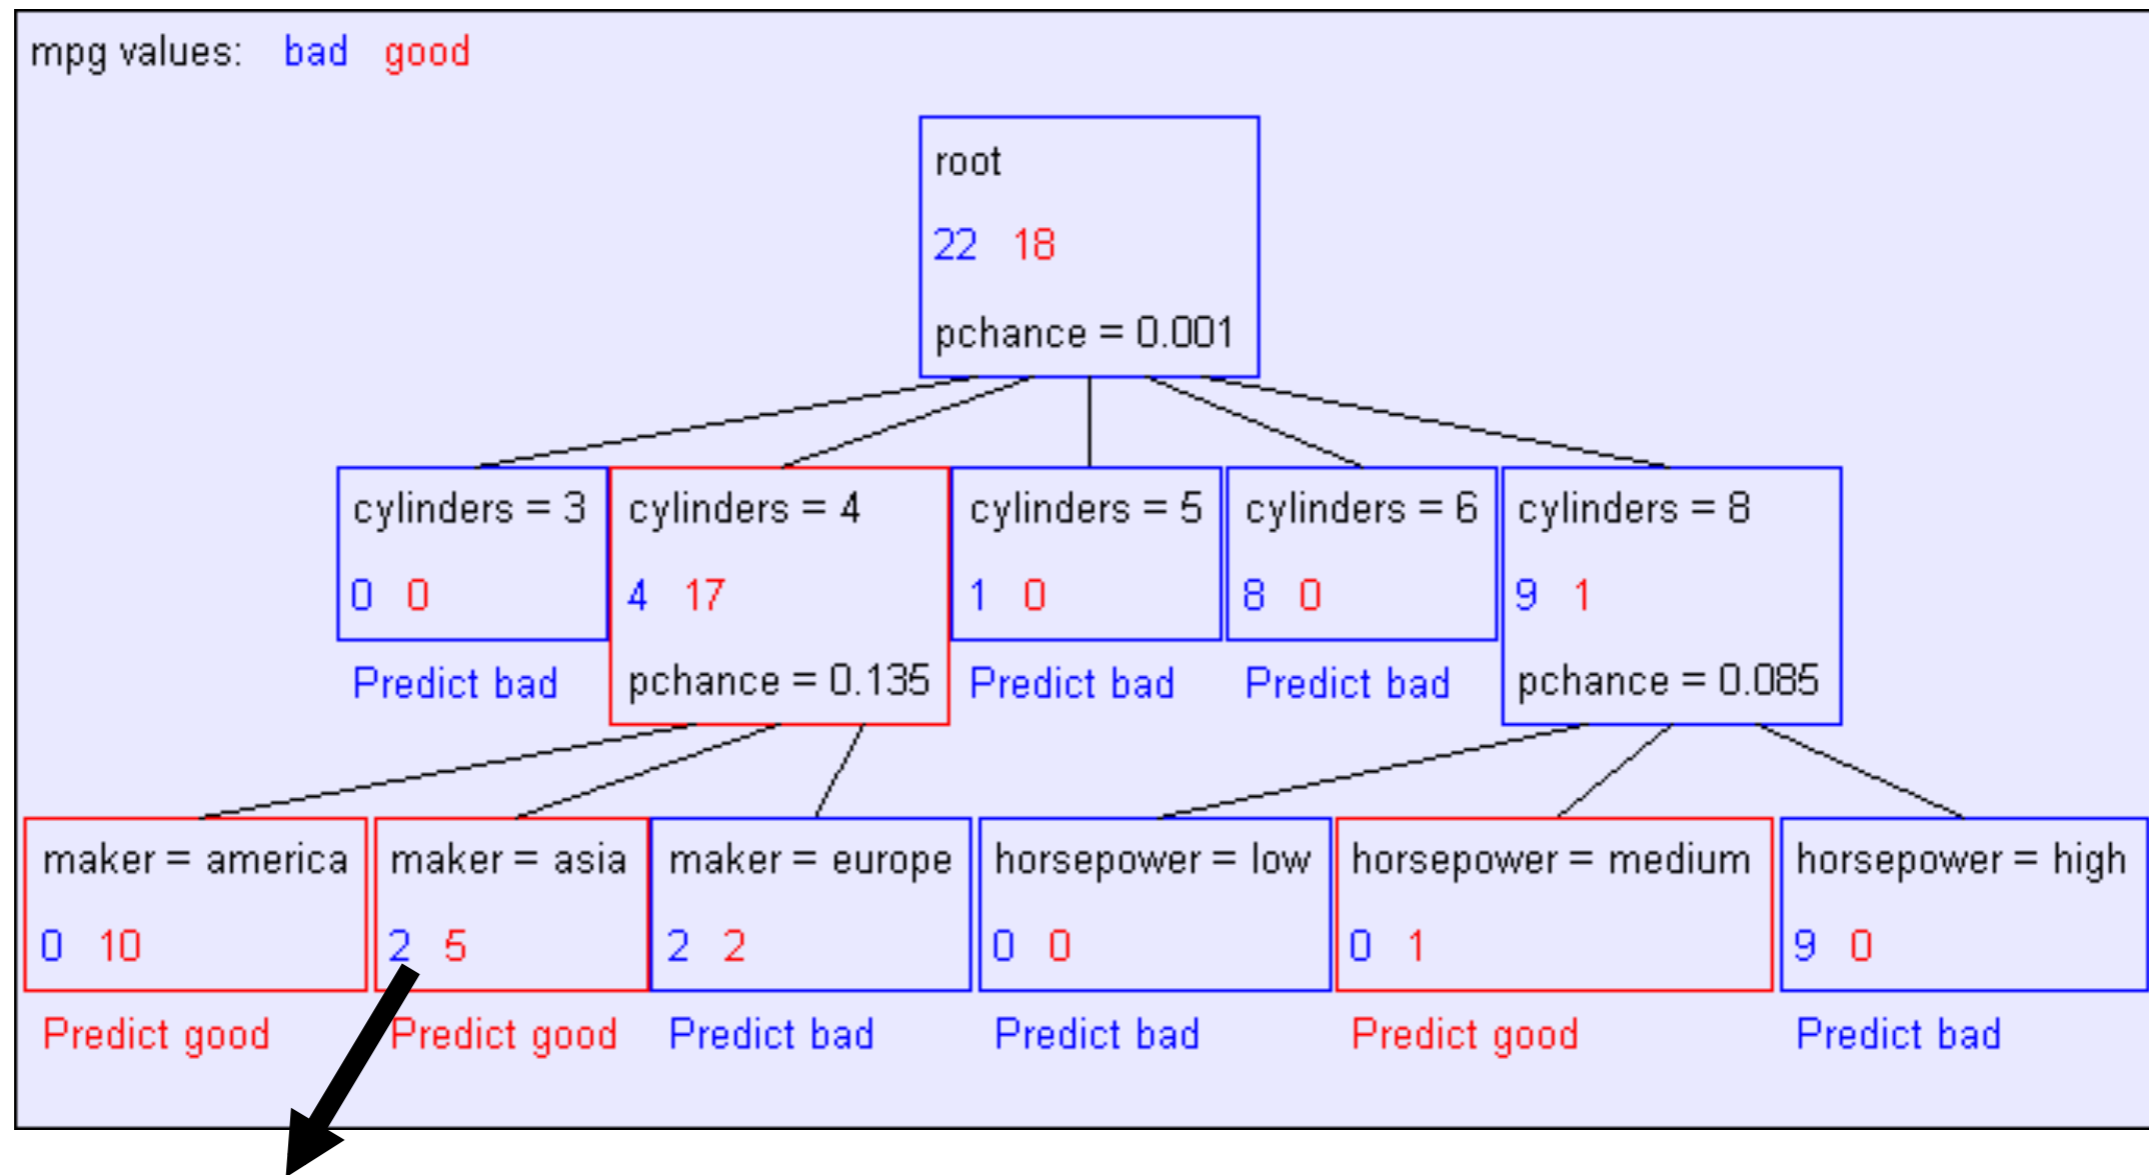 mpg values: bad good
root
22 18
pchance = 0.001
cylinders = 3
0 0
Predict bad
cylinders = 4
4 17
pchance = 0.135
cylinders = 5
1 0
Predict bad
cylinders = 6
8 0
Predict bad
cylinders = 8
9 1
pchance = 0.085
maker = america
0 10
Predict good
maker = asia
2 5
Predict good
maker = europe
2 2
Predict bad
horsepower = low
0 0
Predict bad
horsepower = medium
0 1
Predict good
horsepower = high
9 0
Predict bad